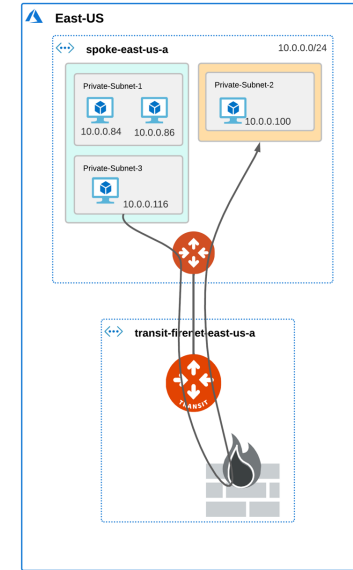 East-US
spoke-east-us-a
10.0.0.0/24
Private-Subnet-1
10.0.0.84
10.0.0.86
Private-Subnet-2
10.0.0.100
Private-Subnet-3
10.0.0.116
transit-firenet-east-us-a
TRANSIT